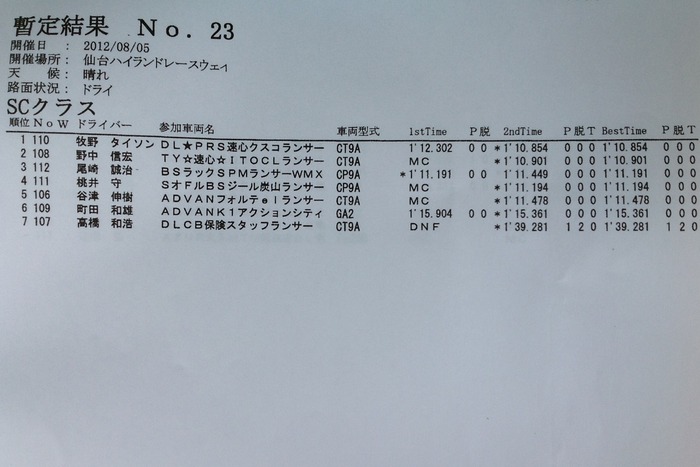 暫定結果　Ｎｏ．２３
開催日　：　2012/08/05
開催場所：　仙台ハイランドレースウェイ
天　候：　晴れ
路面状況：　ドライ
SCクラス
順位 ＮｏＷ ドライバー 参加車両名 車両型式 1stTime Ｐ脱 2ndTime Ｐ脱Ｔ BestTime Ｐ脱Ｔ
1 110 牧野　タイソン ＤＬ★ＰＲＳ速心クスコランサー CT9A 1'12.302 0 0 *1'10.854 0 0 0 1'10.854 0 0 0
2 108 野中　信宏 ＴＹ☆速心☆ＩＴＯＣＬランサー CT9A ＭＣ *1'10.901 0 0 0 1'10.901 0 0 0
3 112 尾崎　誠治 ＢＳラックＳＰＭランサーＷＭＸ CP9A *1'11.191 0 0 1'11.449 0 0 0 1'11.191 0 0 0
4 111 桃井　守 ＳオフルＢＳジール炭山ランサー CP9A ＭＣ *1'11.194 0 0 0 1'11.194 0 0 0
5 106 谷津　伸樹 ＡＤＶＡＮフォルテｅｌランサー CT9A ＭＣ *1'11.478 0 0 0 1'11.478 0 0 0
6 109 町田　和雄 ＡＤＶＡＮＫ１アクションシティ GA2 1'15.904 0 0 *1'15.361 0 0 0 1'15.361 0 0 0
7 107 高橋　和浩 ＤＬＣＢ保険スタッフランサー CT9A ＤＮＦ *1'39.281 1 2 0 1'39.281 1 2 0